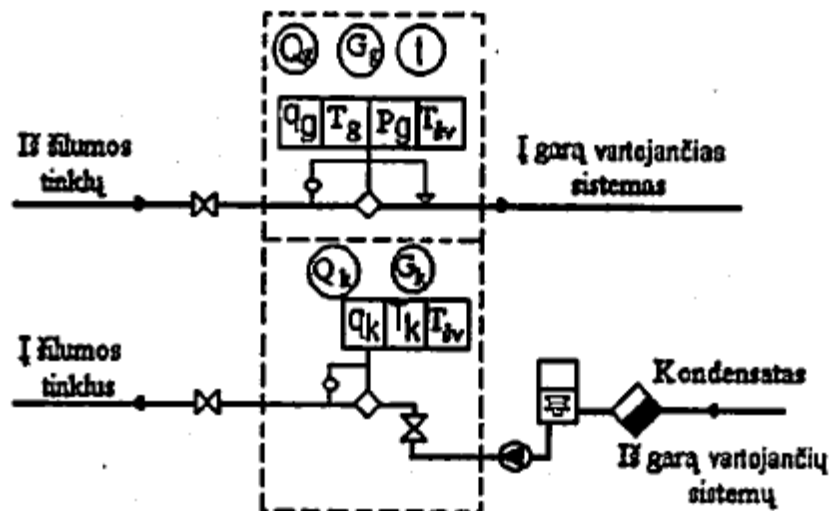 Qg Gg t
qg Tg Pg Tšv
Iš šilumos
tinklų
Į garą vartojančias
sistemas
Qk Gk
qk Tk Tšv
Į šilumos
tinklus
Kondensatas
Iš garą vartojančių
sistemų